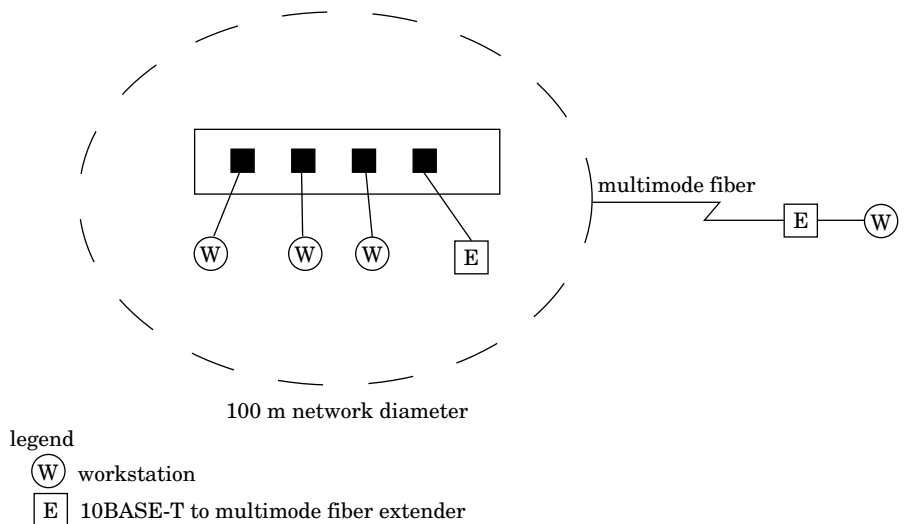 multimode fiber
E W
W W W E
100 m network diameter
legend
W workstation
E 10BASE-T to multimode fiber extender